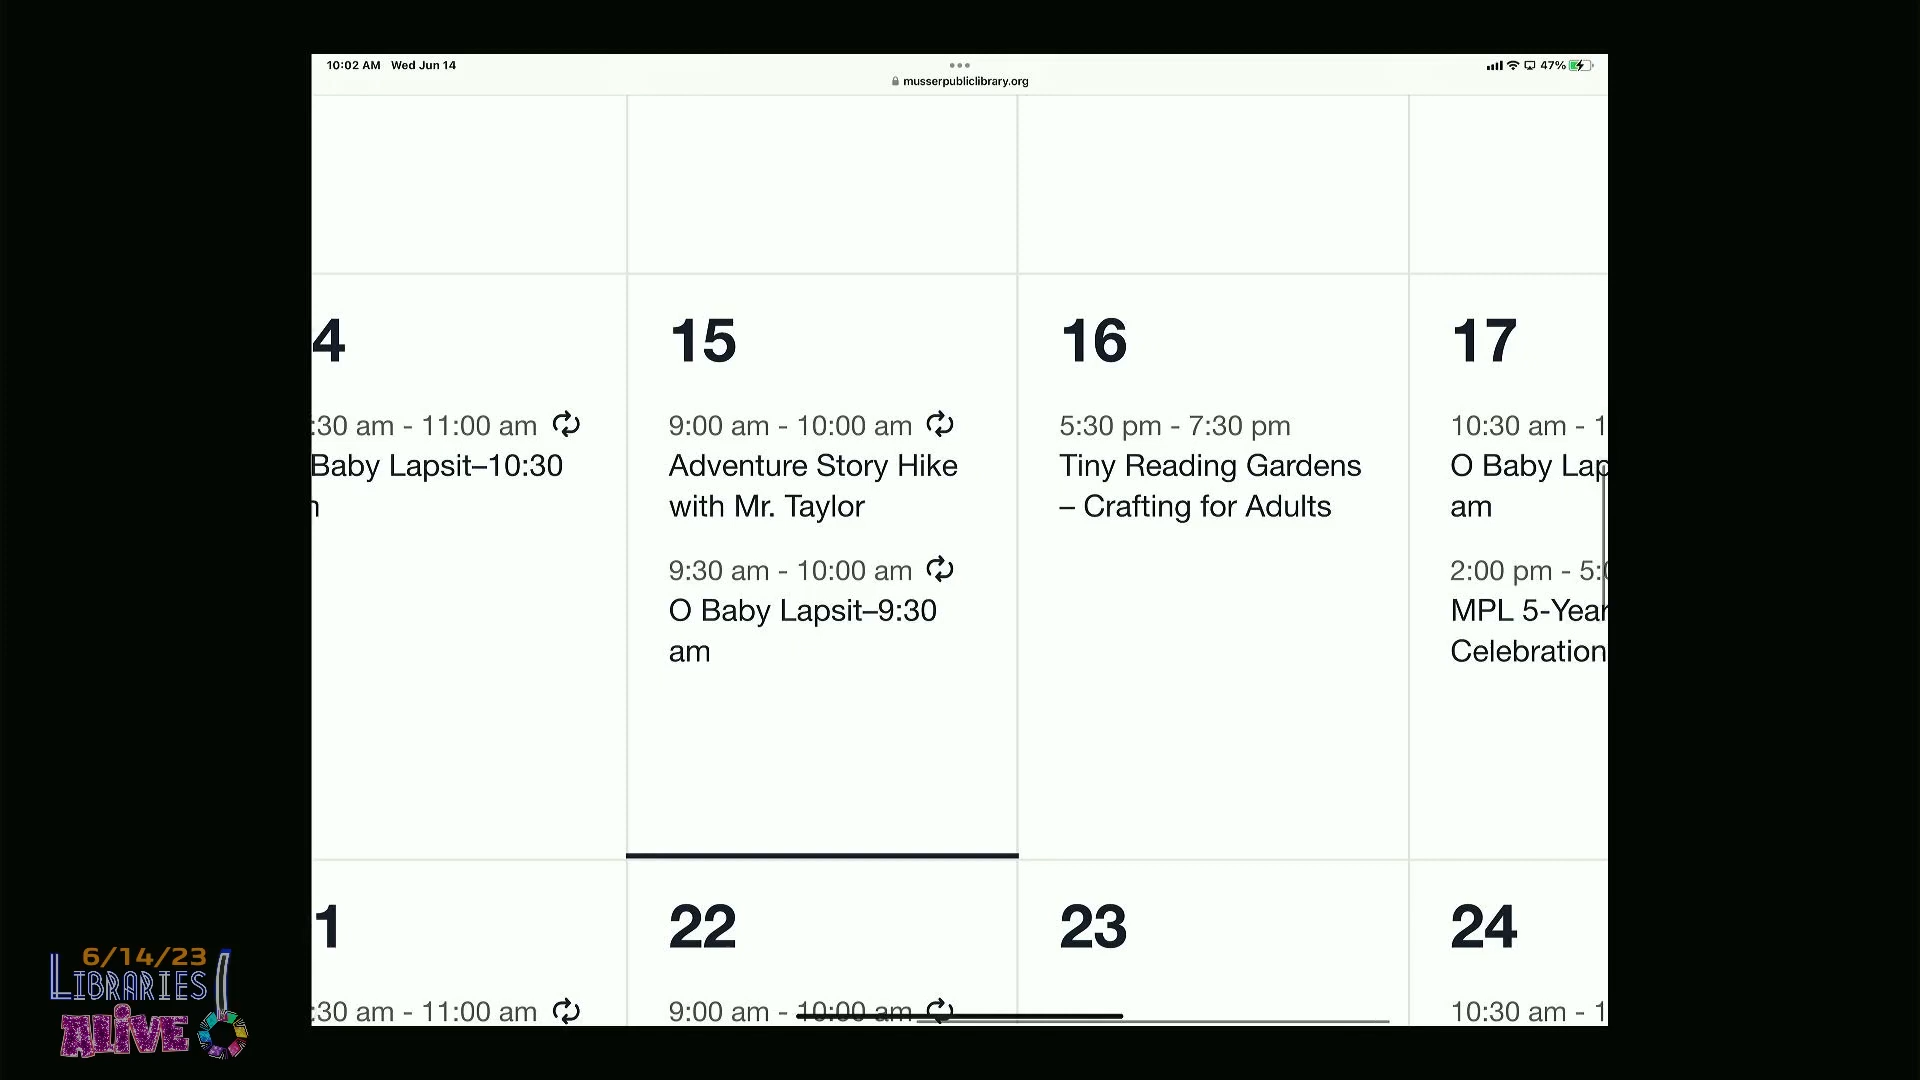 10:02 AM Wed Jun 14
musserpubliclibrary.org
47%
4
:30 am - 11:00 am
Baby Lapsit–10:30
15
9:00 am - 10:00 am
Adventure Story Hike
with Mr. Taylor
9:30 am - 10:00 am
O Baby Lapsit–9:30
am
16
5:30 pm - 7:30 pm
Tiny Reading Gardens
– Crafting for Adults
17
10:30 am - 1
O Baby Lap
am
2:00 pm - 5:
MPL 5-Year
Celebration
1
:30 am - 11:00 am
22
9:00 am - 10:00 am
23
24
10:30 am - 1
6/14/23
LIBRARIES
ALiVE